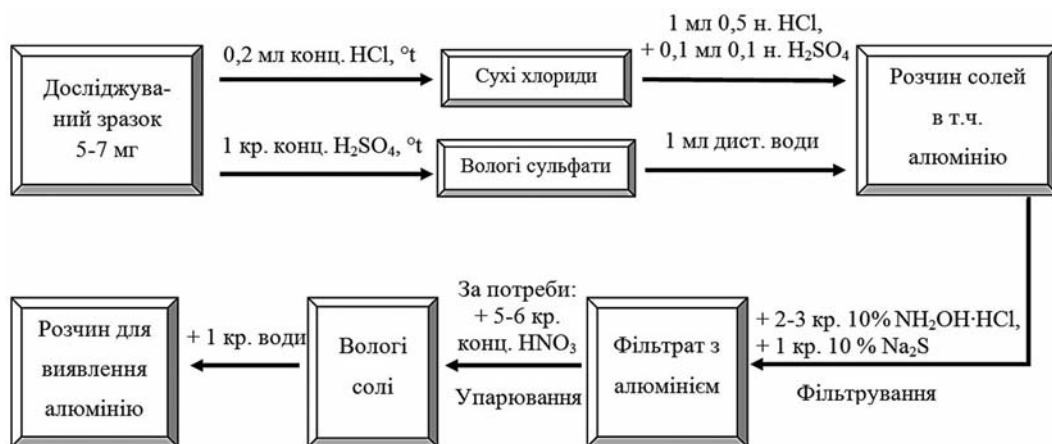 Досліджува-
ний зразок
5-7 мг
0,2 мл конц. HCl, °t
1 кр. конц. H₂SO₄, °t
Сухі хлориди
Вологі сульфати
1 мл 0,5 н. HCl,
+ 0,1 мл 0,1 н. H₂SO₄
1 мл дист. води
Розчин солей
в т.ч.
алюмінію
+ 2-3 кр. 10% NH₂OH·HCl,
+ 1 кр. 10 % Na₂S
Фільтрування
Фільтрат з
алюмінієм
За потреби:
+ 5-6 кр.
конц. HNO₃
Упарювання
Вологі
солі
+ 1 кр. води
Розчин для
виявлення
алюмінію